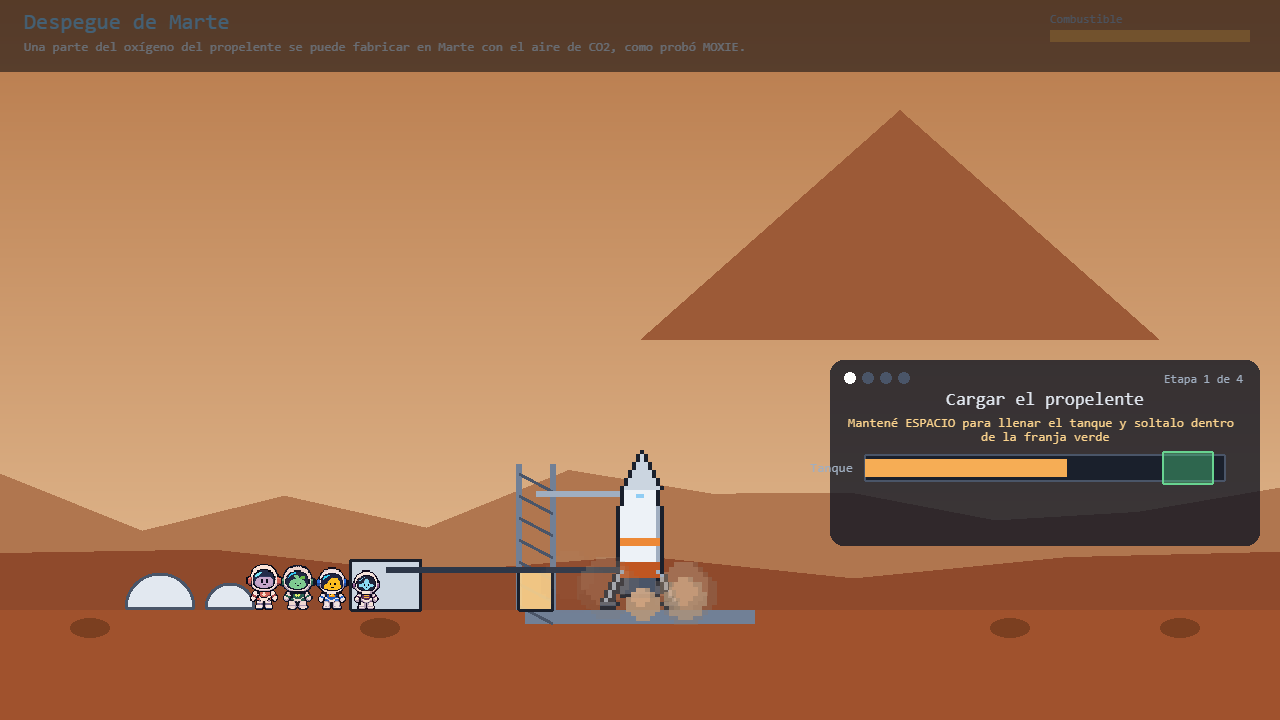 Despegue de Marte
Combustible
Una parte del oxígeno del propelente se puede fabricar en Marte con el aire de CO2, como probó MOXIE.
Etapa 1 de 4
Cargar el propelente
Mantené ESPACIO para llenar el tanque y soltalo dentro
de la franja verde
Tanque